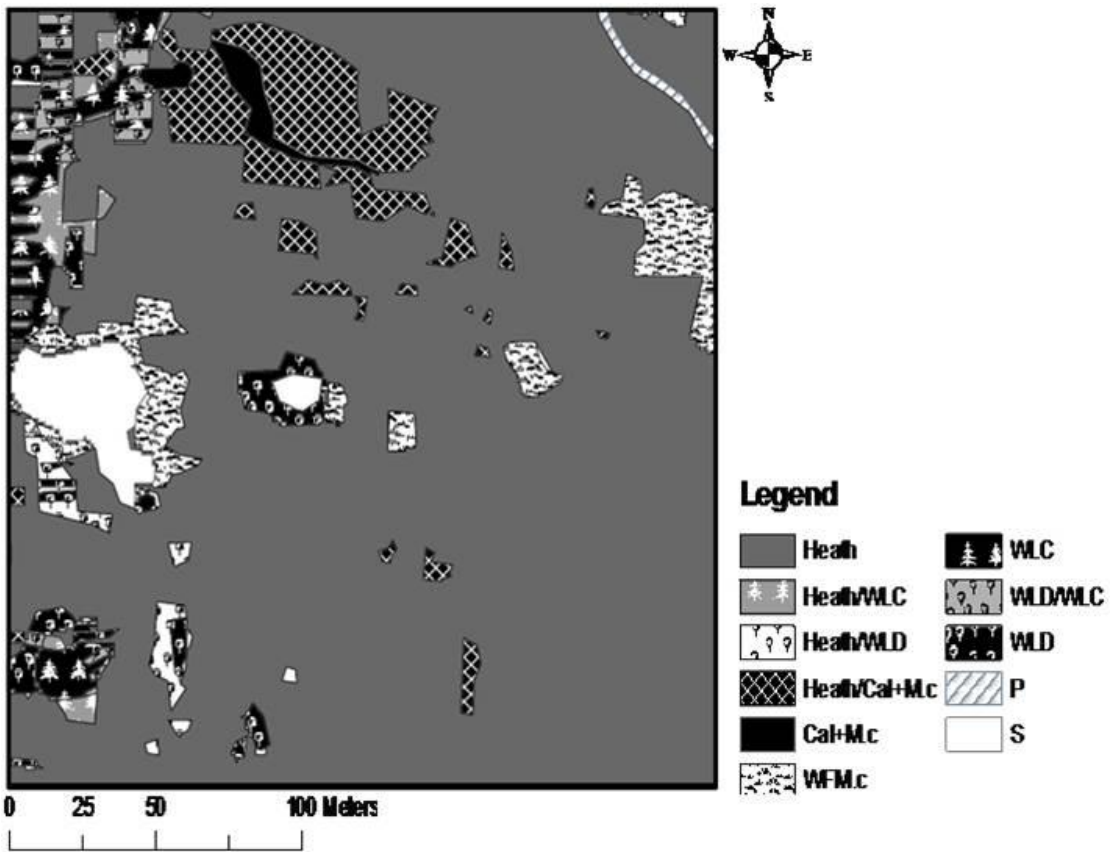 N
W E
S
Legend
Heath
Heath/WLC
Heath/WLD
Heath/Cal+M.c
Cal+M.c
WFM.c
WLC
WLD/WLC
WLD
P
S
0 25 50 100 Meters